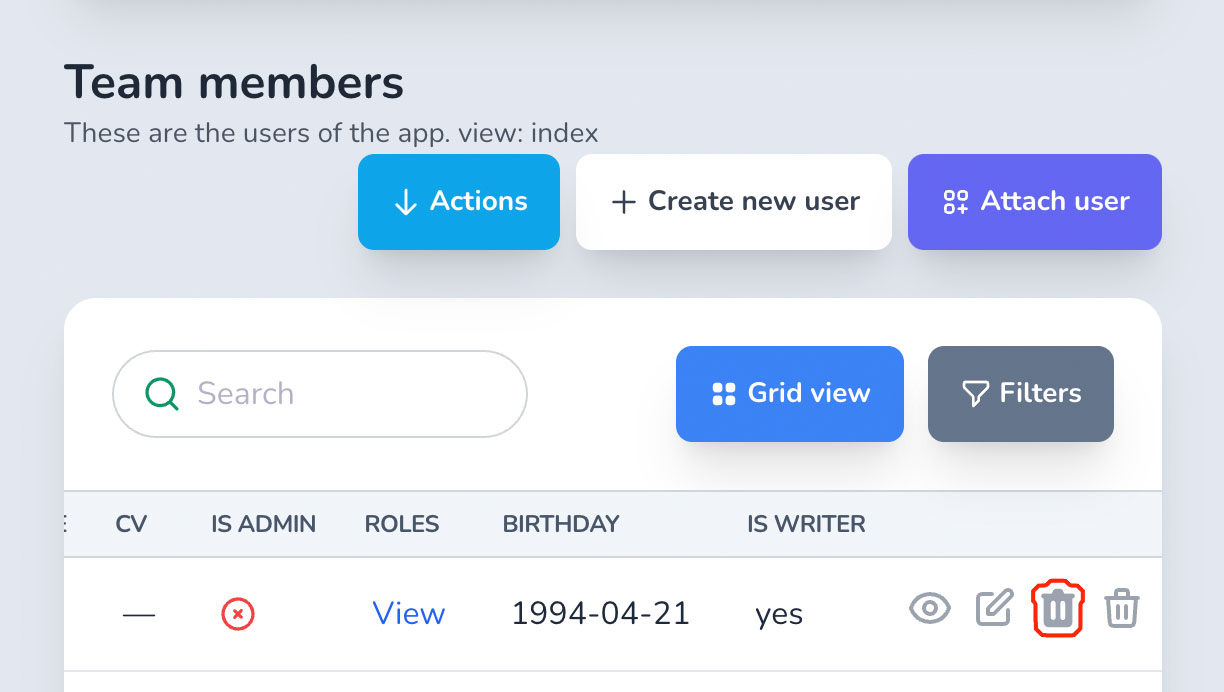 Team members
These are the users of the app. view: index
Actions
Create new user
Attach user
Search
Grid view
Filters
CV IS ADMIN ROLES BIRTHDAY IS WRITER
— View 1994-04-21 yes